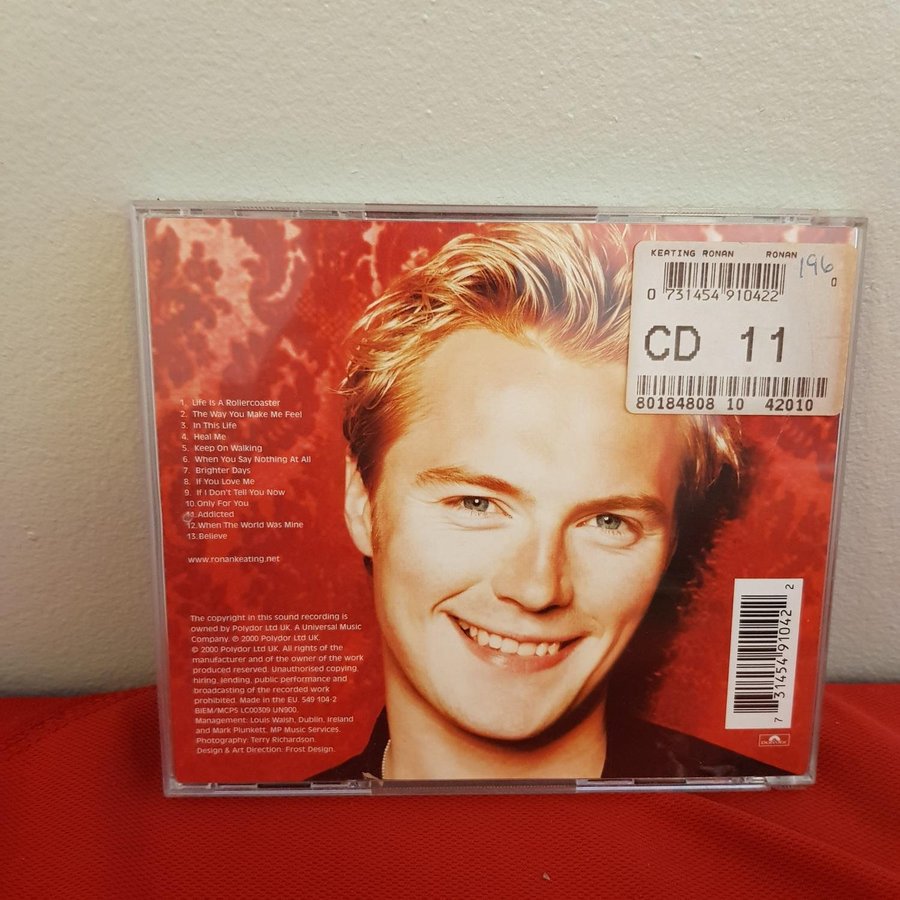 KEATING RONAN RONAN
196
0
0 731454 910422
CD 11
80184808 10 42010
1. Life Is A Rollercoaster
2. The Way You Make Me Feel
3. In This Life
4. Heal Me
5. Keep On Walking
6. When You Say Nothing At All
7. Brighter Days
8. If You Love Me
9. If I Don't Tell You Now
10.Only For You
11.Addicted
12.When The World Was Mine
13.Believe
www.ronankeating.net
The copyright in this sound recording is
owned by Polydor Ltd UK. A Universal Music
Company. ℗ 2000 Polydor Ltd UK.
© 2000 Polydor Ltd UK. All rights of the
manufacturer and of the owner of the work
produced reserved. Unauthorised copying,
hiring, lending, public performance and
broadcasting of the recorded work
prohibited. Made in the EU. 549 104-2
BIEM/MCPS LC00309 UN900.
Management: Louis Walsh, Dublin, Ireland
and Mark Plunkett, MP Music Services.
Photography: Terry Richardson.
Design & Art Direction: Frost Design.
7 31454 91042 2
Polydor